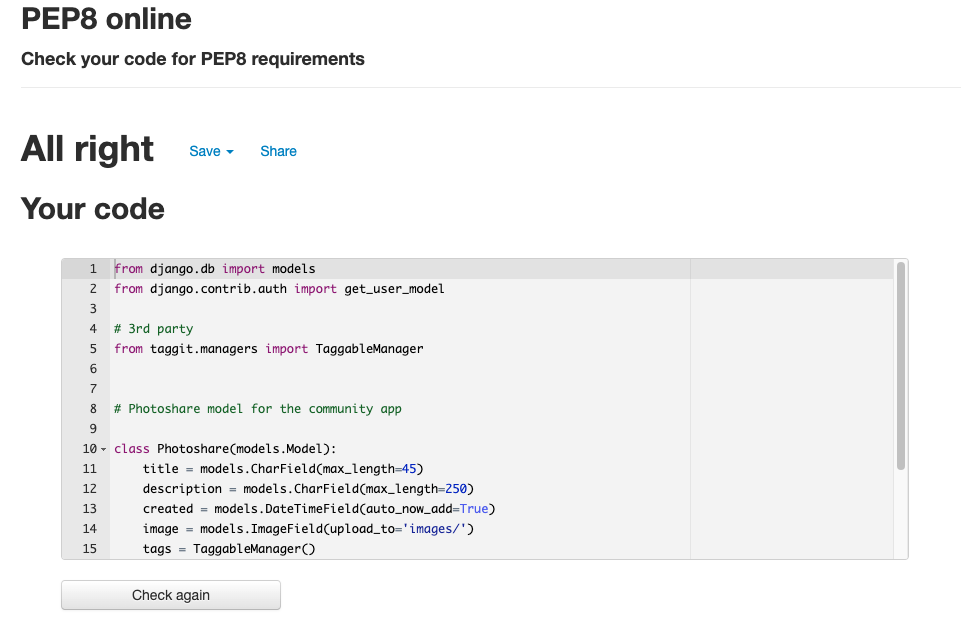 PEP8 online
Check your code for PEP8 requirements
All right Save Share
Your code
1 from django.db import models
2 from django.contrib.auth import get_user_model
3
4 # 3rd party
5 from taggit.managers import TaggableManager
6
7
8 # Photoshare model for the community app
9
10 class Photoshare(models.Model):
11     title = models.CharField(max_length=45)
12     description = models.CharField(max_length=250)
13     created = models.DateTimeField(auto_now_add=True)
14     image = models.ImageField(upload_to='images/')
15     tags = TaggableManager()
Check again